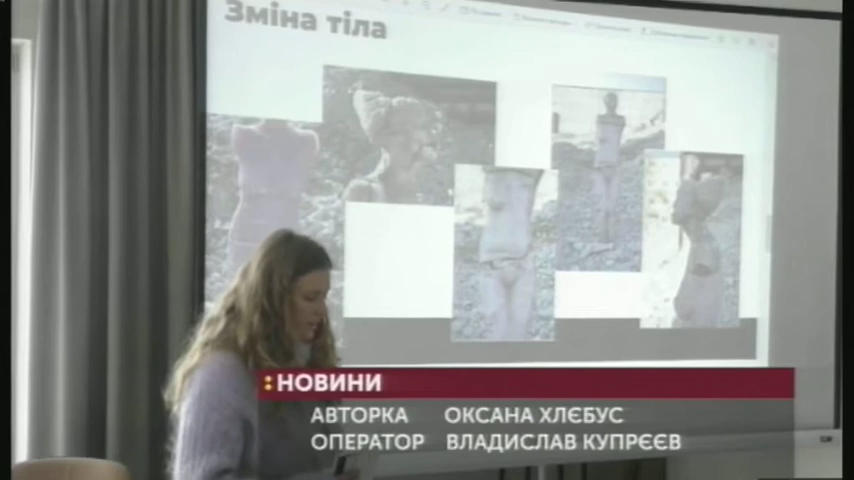 Зміна тіла
НОВИНИ
АВТОРКА ОКСАНА ХЛЄБУС
ОПЕРАТОР ВЛАДИСЛАВ КУПРЄЄВ